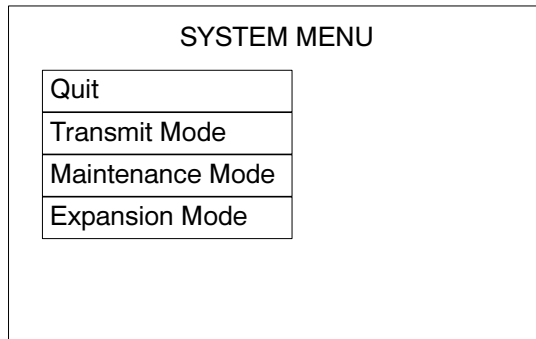 SYSTEM MENU
Quit
Transmit Mode
Maintenance Mode
Expansion Mode